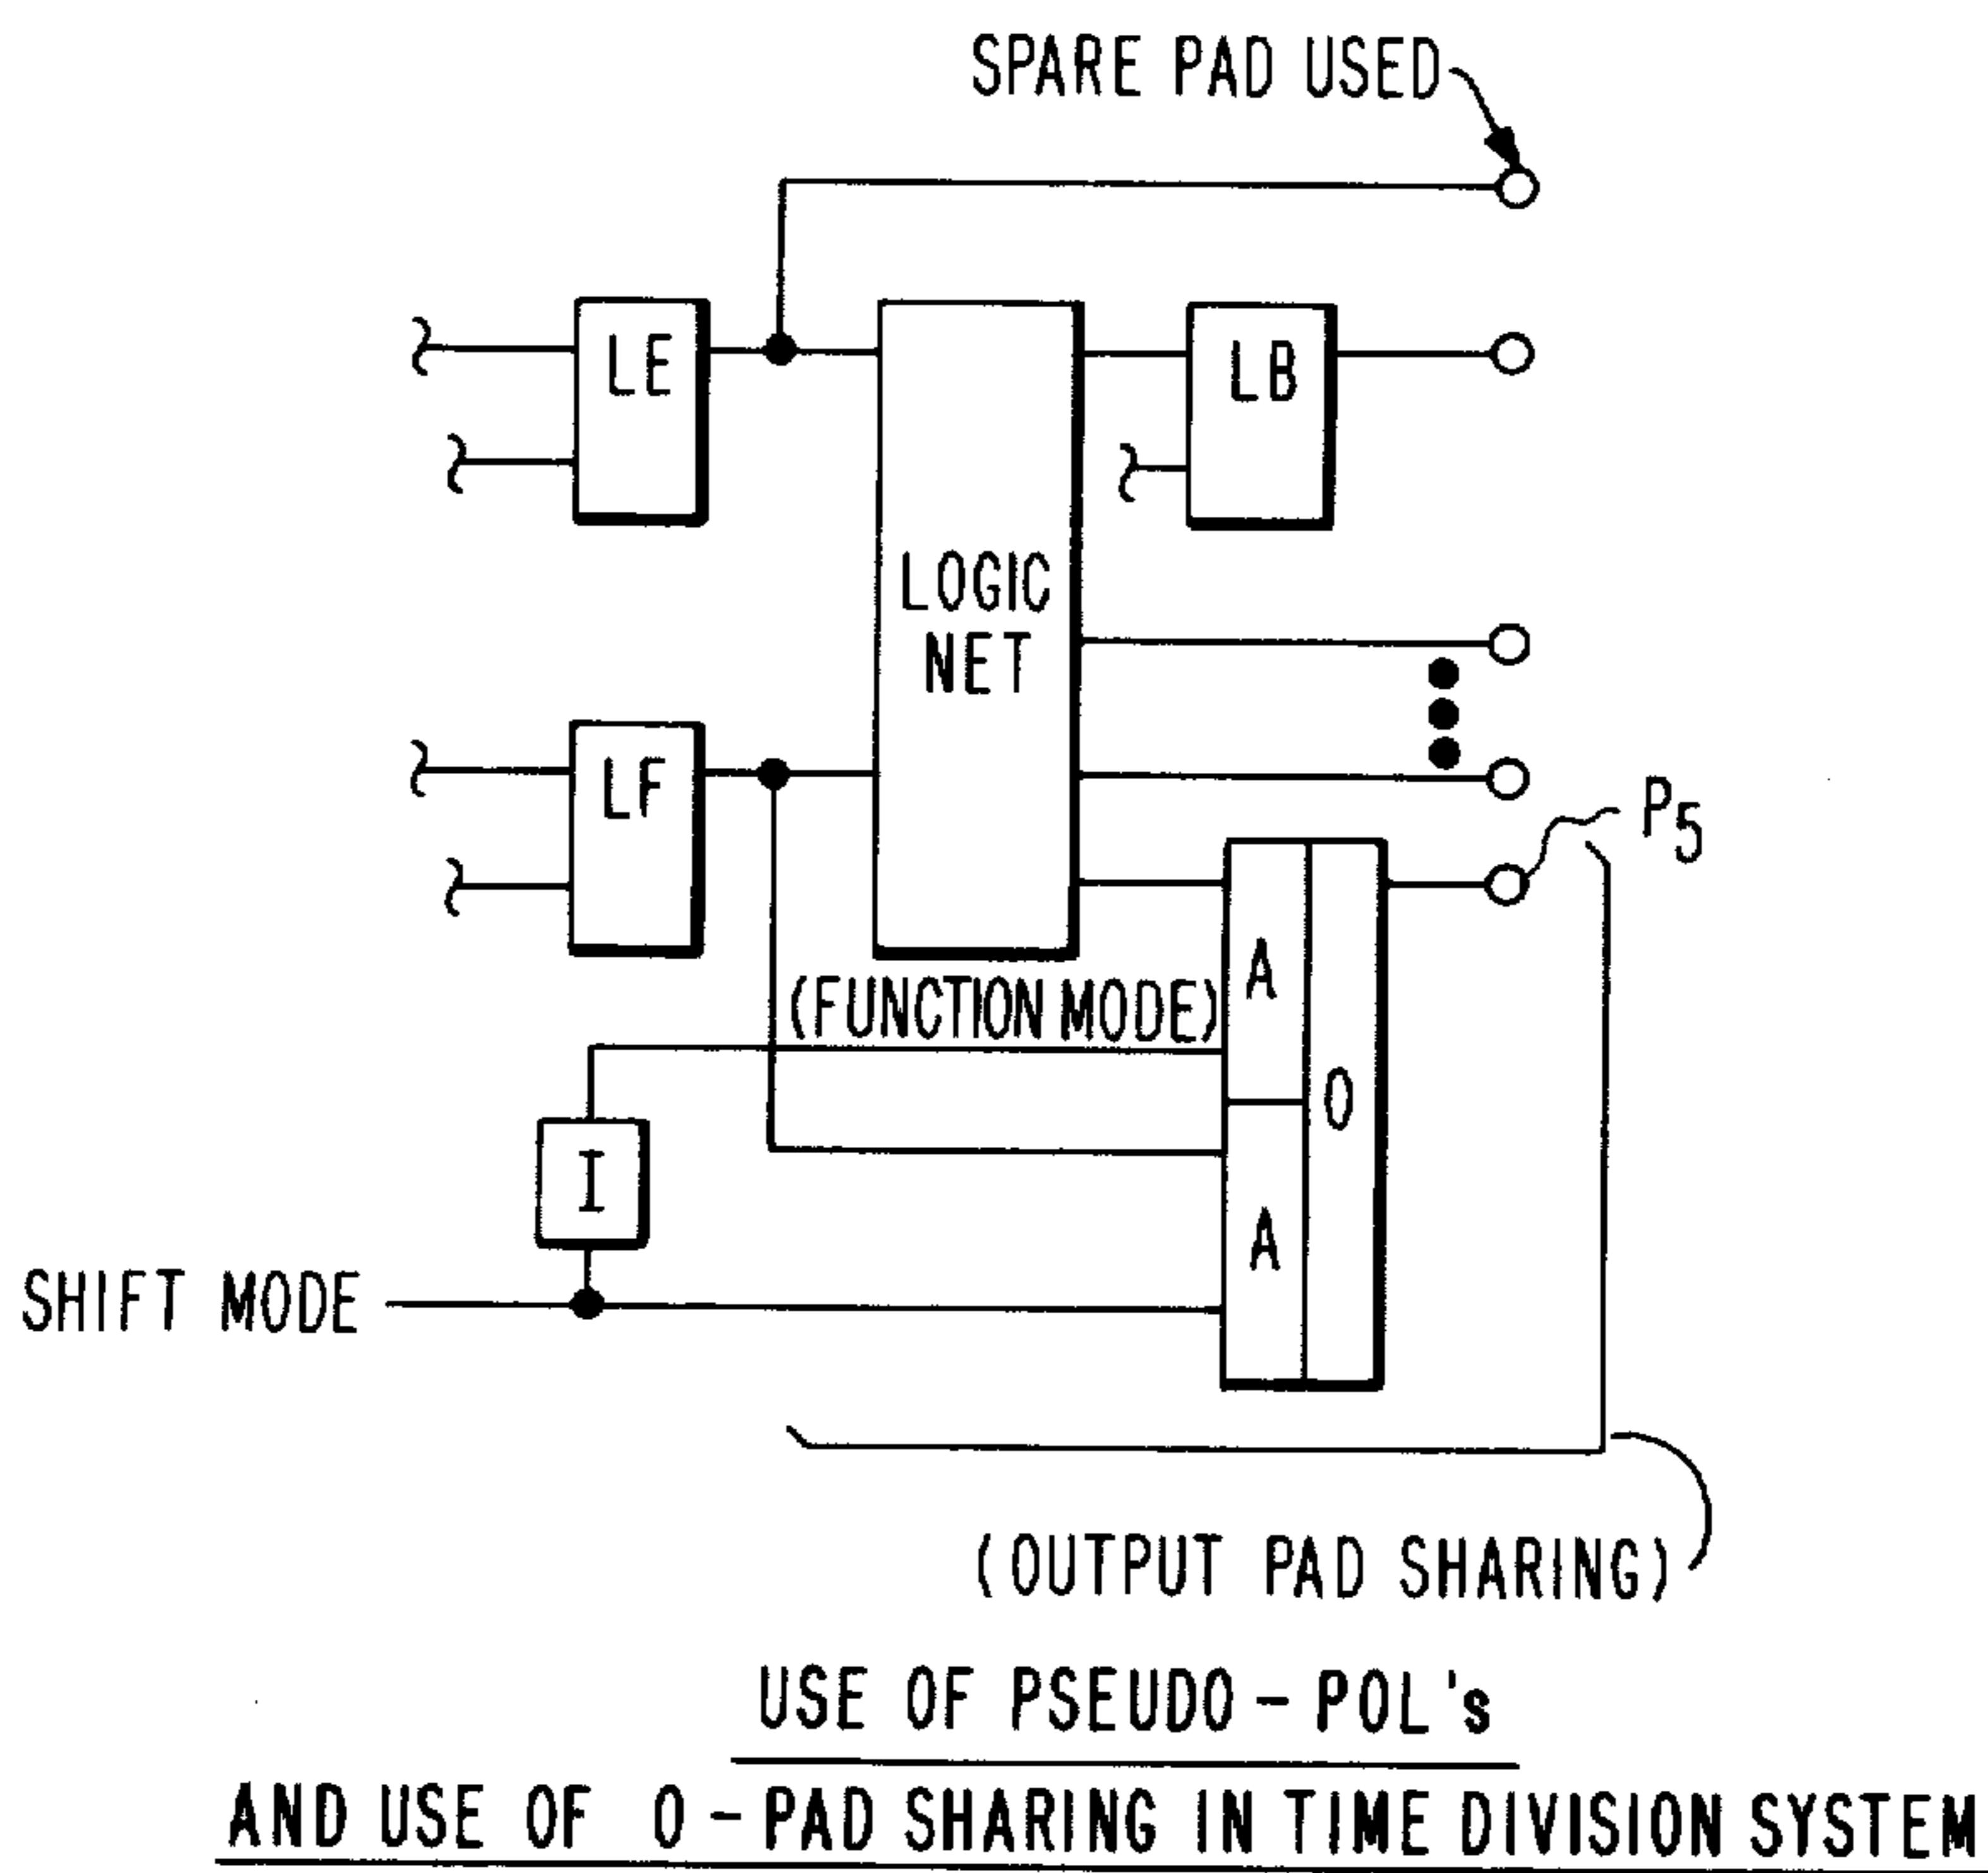 SPARE PAD USED
LE
LB
LOGIC
NET
LF
P5
A
(FUNCTION MODE)
O
I
A
SHIFT MODE
(OUTPUT PAD SHARING)
USE OF PSEUDO - POL's
AND USE OF O - PAD SHARING IN TIME DIVISION SYSTEM